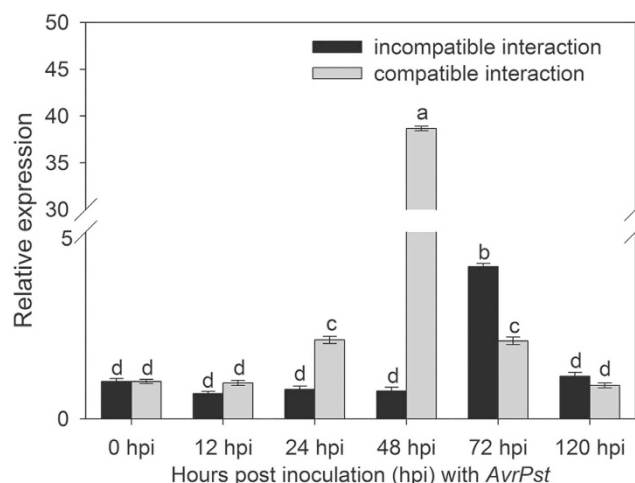 50
incompatible interaction
compatible interaction
45
40
35
30
5
0
Relative expression
d d
d d
d c
d a
b c
d d
0 hpi 12 hpi 24 hpi 48 hpi 72 hpi 120 hpi
Hours post inoculation (hpi) with AvrPst